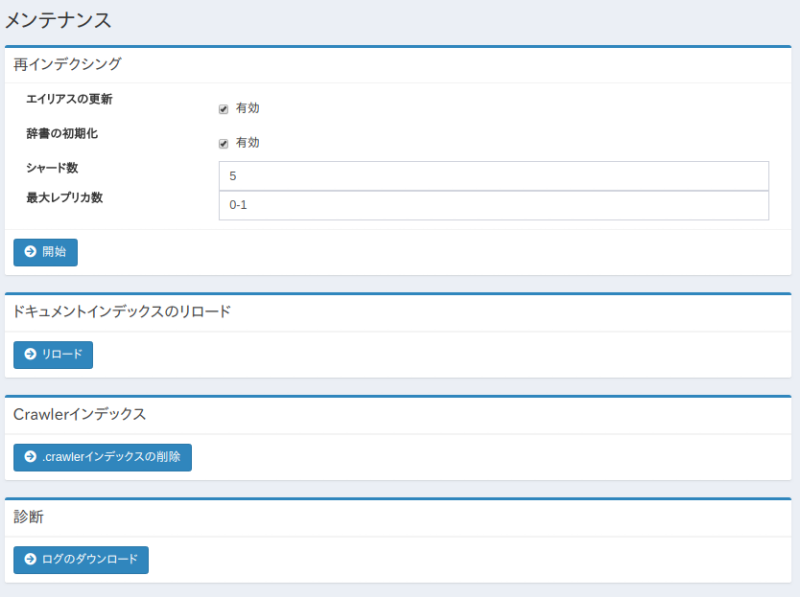 メンテナンス
再インデクシング
エイリアスの更新
有効
辞書の初期化
有効
シャード数
5
最大レプリカ数
0-1
開始
ドキュメントインデックスのリロード
リロード
Crawlerインデックス
.crawlerインデックスの削除
診断
ログのダウンロード